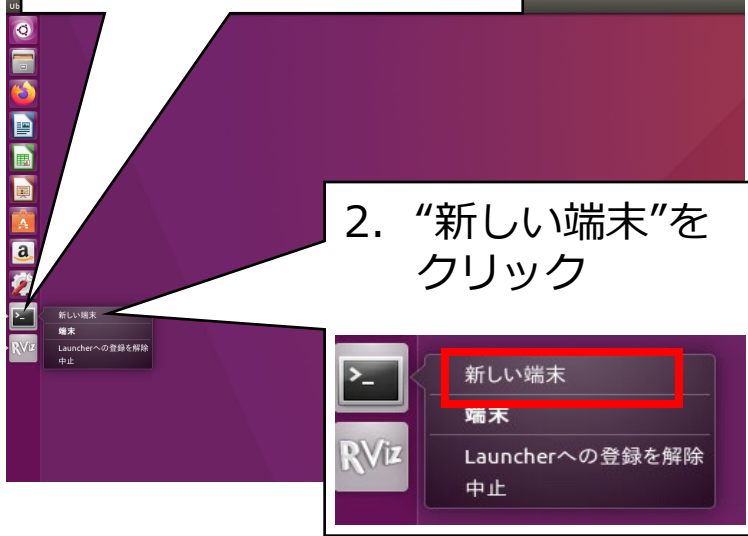 Ub
新しい端末
端末
Launcherへの登録を解除
中止
RViz
a
2. “新しい端末”を
クリック
>_
新しい端末
端末
Launcherへの登録を解除
中止
RViz